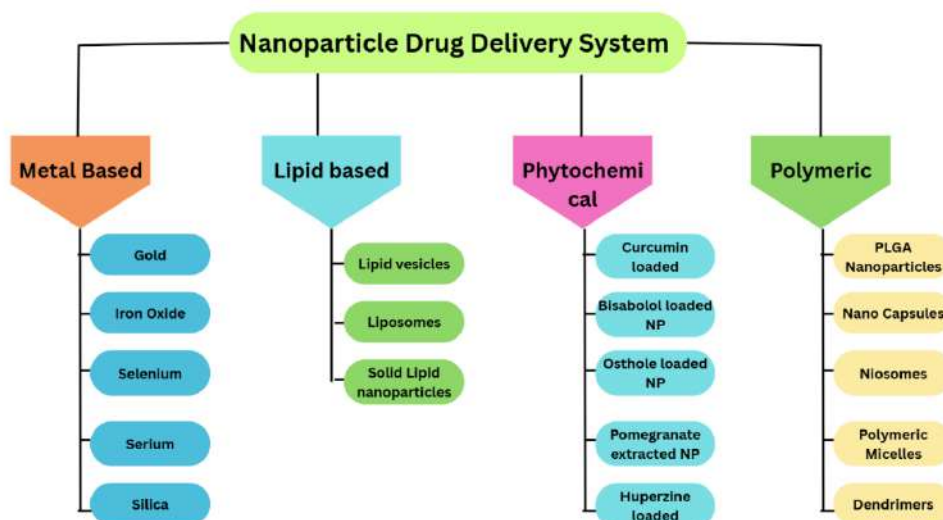 Nanoparticle Drug Delivery System
Metal Based
Gold
Iron Oxide
Selenium
Serium
Silica
Lipid based
Lipid vesicles
Liposomes
Solid Lipid
nanoparticles
Phytochemi
cal
Curcumin
loaded
Bisabolol loaded
NP
Osthole loaded
NP
Pomegranate
extracted NP
Huperzine
loaded
Polymeric
PLGA
Nanoparticles
Nano Capsules
Niosomes
Polymeric
Micelles
Dendrimers